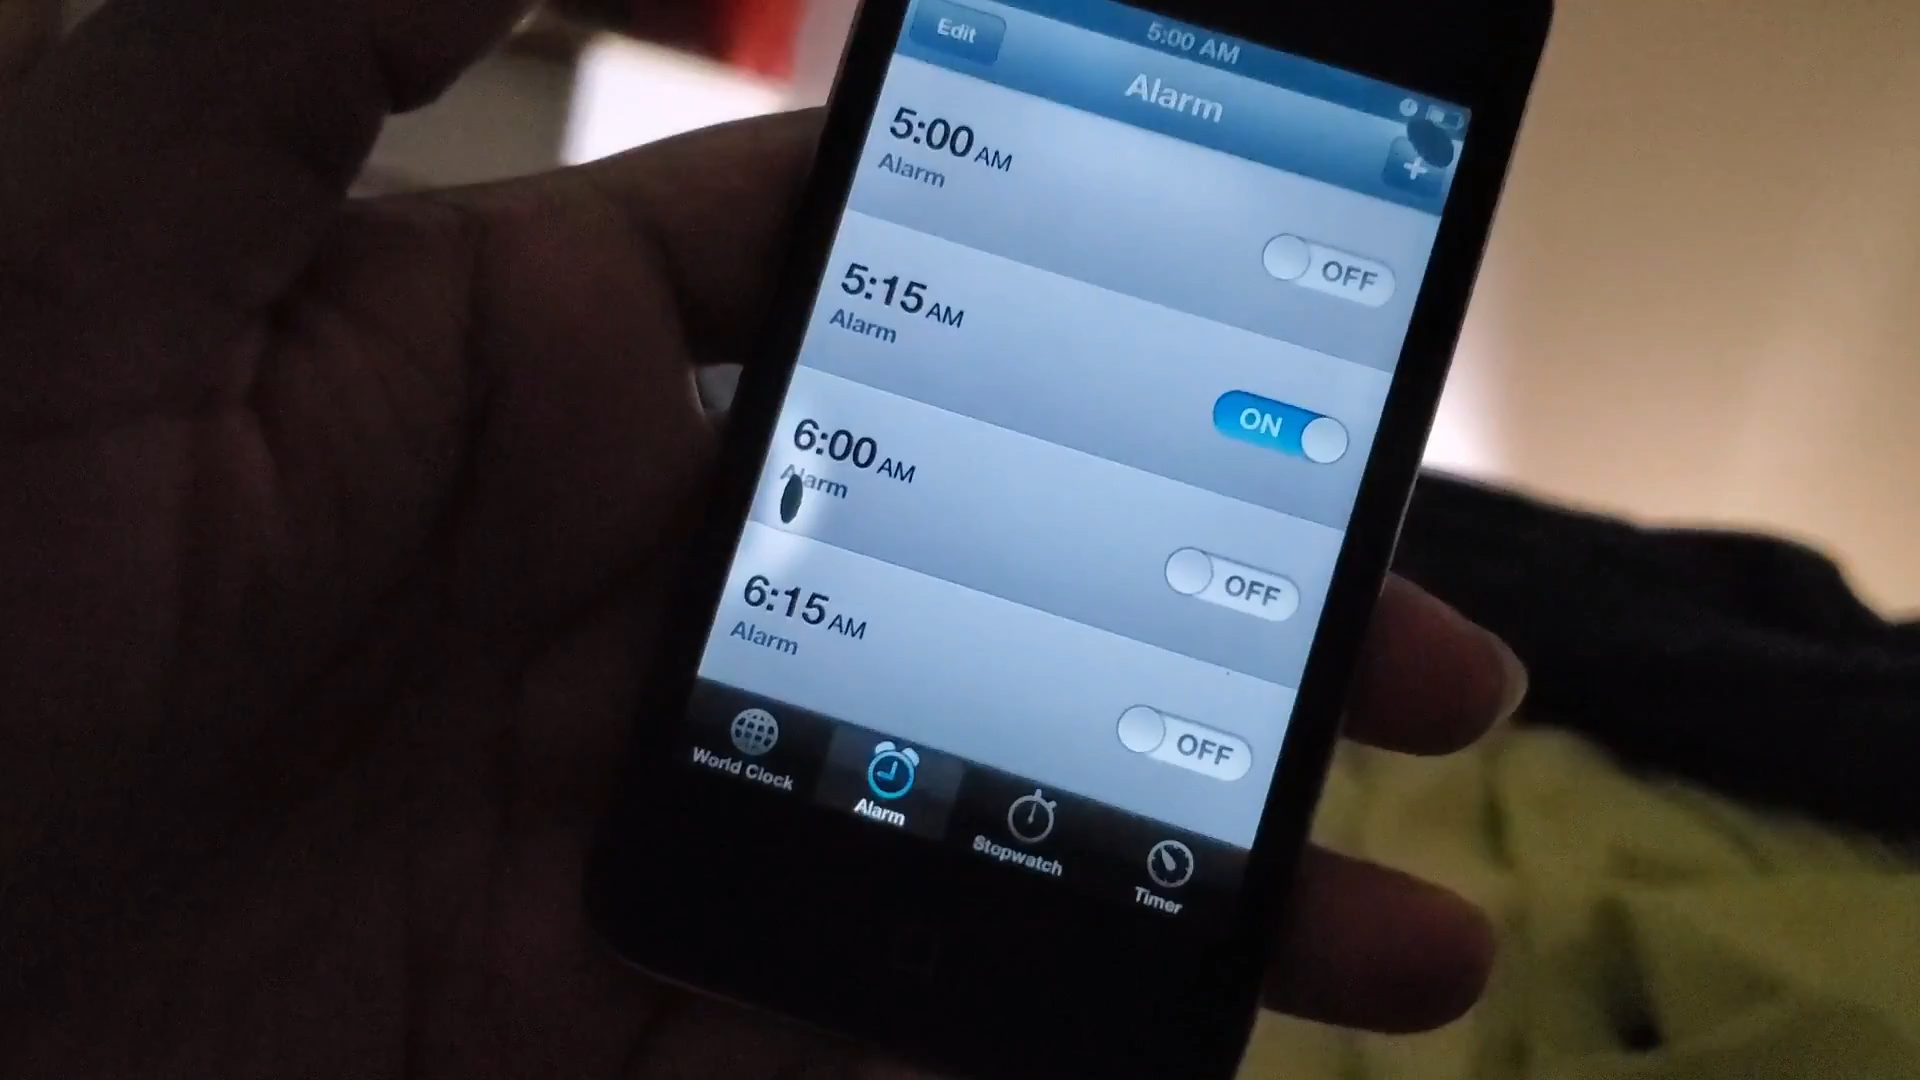 5:00 AM
Edit
Alarm
+
5:00 AM
Alarm
OFF
5:15 AM
Alarm
ON
6:00 AM
Alarm
OFF
6:15 AM
Alarm
OFF
World Clock
Alarm
Stopwatch
Timer